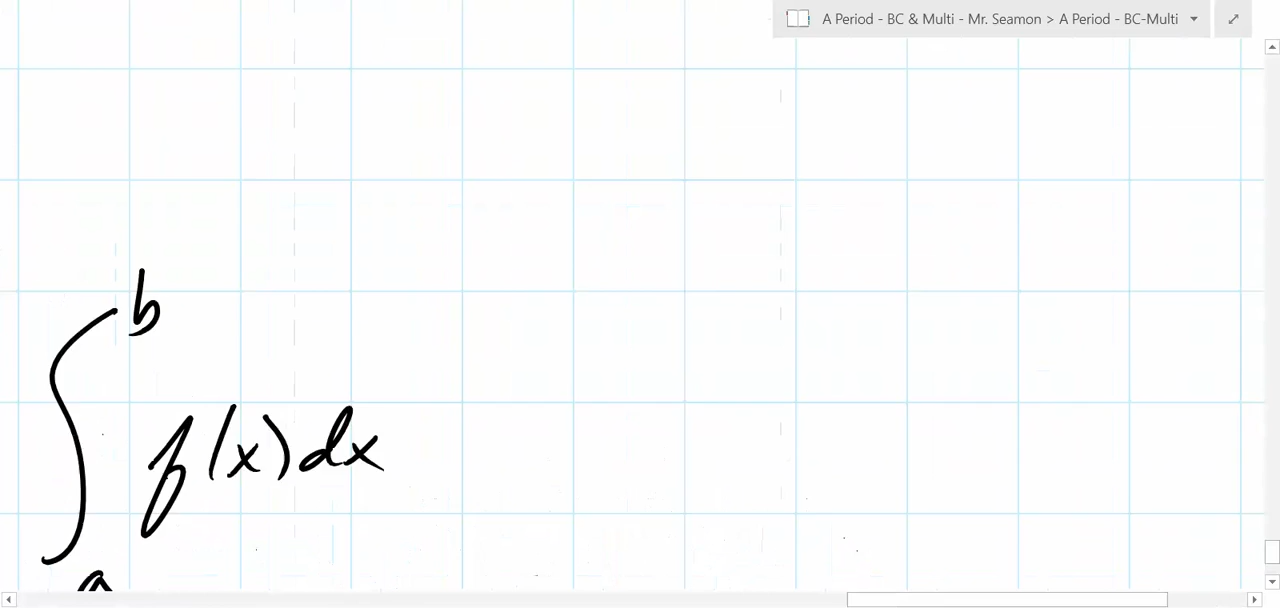 A Period - BC & Multi - Mr. Seamon > A Period - BC-Multi
b
∫ f(x)dx
a